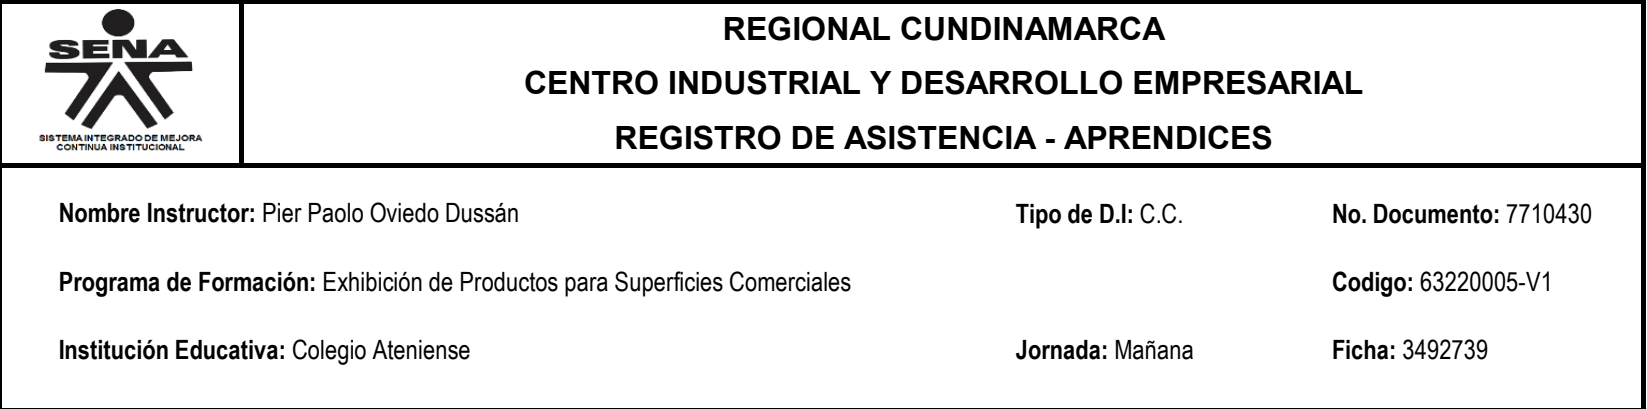 SENA
SISTEMA INTEGRADO DE MEJORA
CONTINUA INSTITUCIONAL
REGIONAL CUNDINAMARCA
CENTRO INDUSTRIAL Y DESARROLLO EMPRESARIAL
REGISTRO DE ASISTENCIA - APRENDICES
Nombre Instructor: Pier Paolo Oviedo Dussán Tipo de D.I: C.C. No. Documento: 7710430
Programa de Formación: Exhibición de Productos para Superficies Comerciales Codigo: 63220005-V1
Institución Educativa: Colegio Ateniense Jornada: Mañana Ficha: 3492739